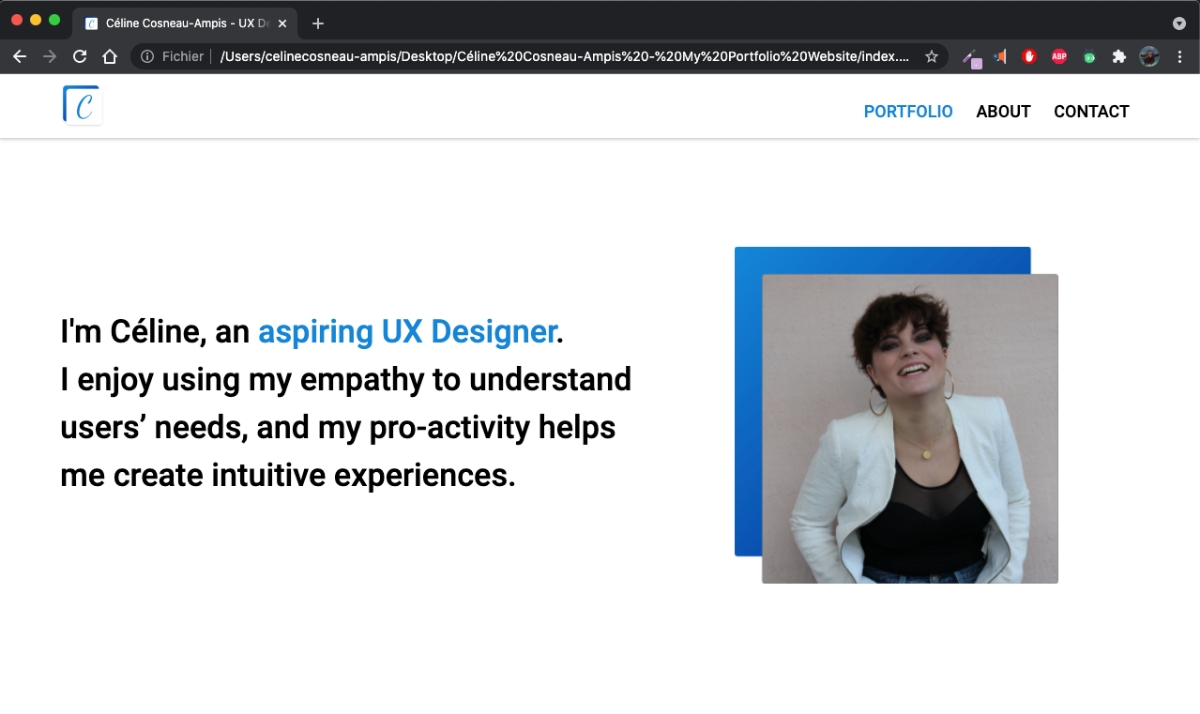 Céline Cosneau-Ampis - UX De
Fichier /Users/celinecosneau-ampis/Desktop/Céline%20Cosneau-Ampis%20-%20My%20Portfolio%20Website/index....
ABP
C
PORTFOLIO ABOUT CONTACT
I'm Céline, an aspiring UX Designer.
I enjoy using my empathy to understand
users’ needs, and my pro-activity helps
me create intuitive experiences.